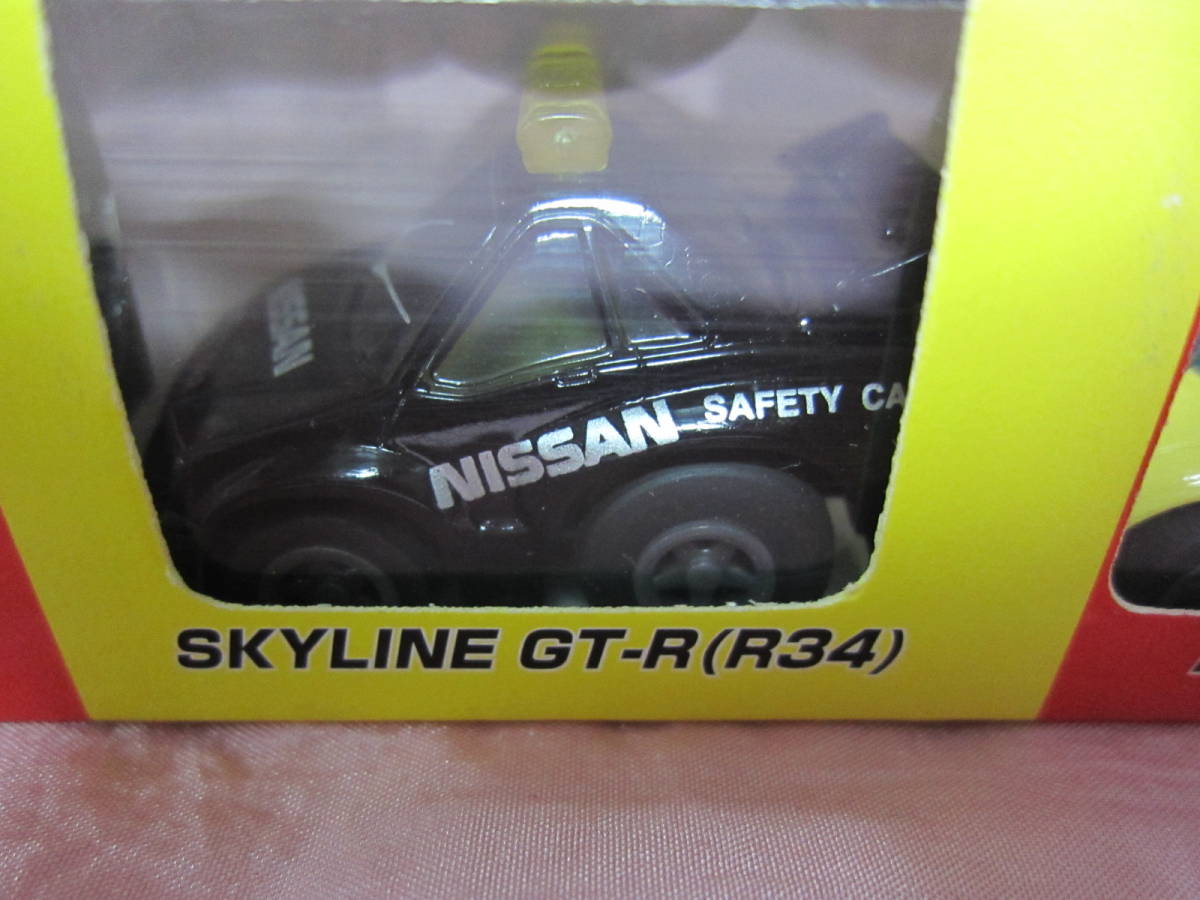 NISSAN
NISSAN SAFETY CA
SKYLINE GT-R(R34)